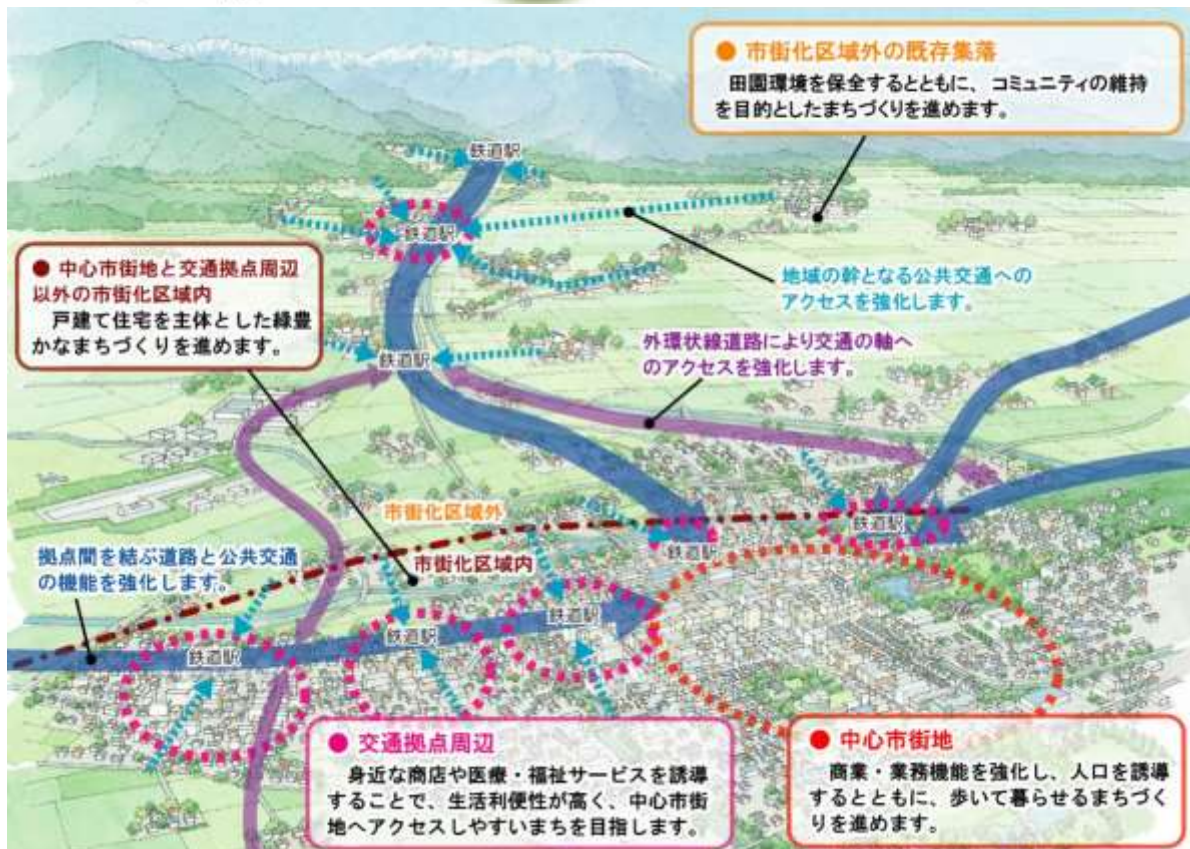 ● 市街化区域外の既存集落
田園環境を保全するとともに、コミュニティの維持
を目的としたまちづくりを進めます。
鉄道駅
鉄道駅
● 中心市街地と交通拠点周辺
以外の市街化区域内
戸建て住宅を主体とした緑豊
かなまちづくりを進めます。
地域の幹となる公共交通への
アクセスを強化します。
外環状線道路により交通の軸へ
のアクセスを強化します。
鉄道駅
市街化区域外
市街化区域内
鉄道駅
鉄道駅
拠点間を結ぶ道路と公共交通
の機能を強化します。
鉄道駅
鉄道駅
鉄道駅
● 交通拠点周辺
身近な商店や医療・福祉サービスを誘導
することで、生活利便性が高く、中心市街
地へアクセスしやすいまちを目指します。
● 中心市街地
商業・業務機能を強化し、人口を誘導
するとともに、歩いて暮らせるまちづく
りを進めます。